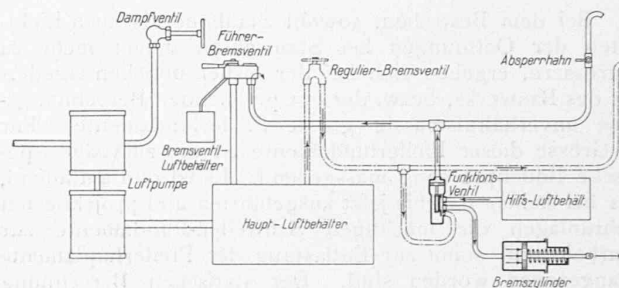 Dampfventil
Führer-
Bremsventil
Regulier-Bremsventil
Absperrhahn
Bremsventil-
Luftbehälter
Luftpumpe
Haupt-Luftbehälter
Funktions-
Ventil
Hilfs-Luftbehält.
Bremszylinder